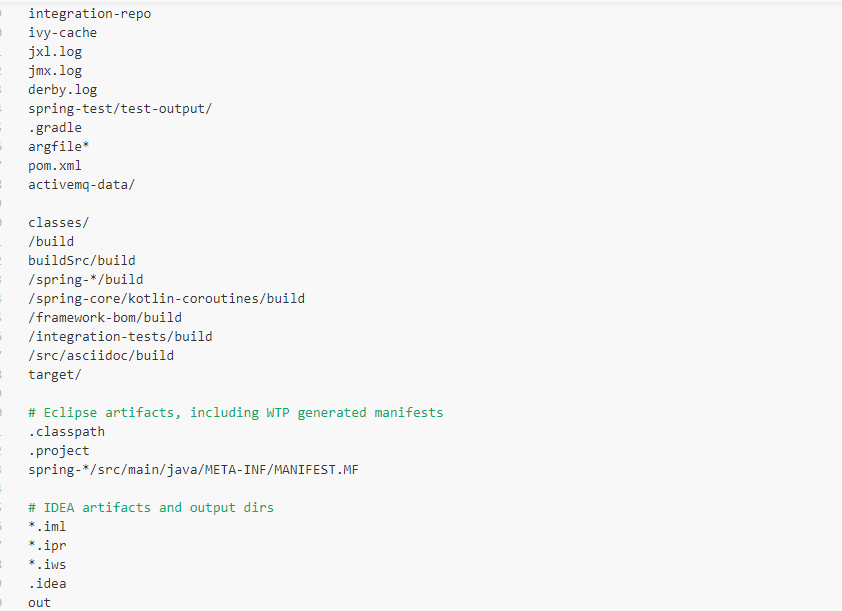 integration-repo
ivy-cache
jxl.log
jmx.log
derby.log
spring-test/test-output/
.gradle
argfile*
pom.xml
activemq-data/
classes/
/build
buildSrc/build
/spring-*/build
/spring-core/kotlin-coroutines/build
/framework-bom/build
/integration-tests/build
/src/asciidoc/build
target/
# Eclipse artifacts, including WTP generated manifests
.classpath
.project
spring-*/src/main/java/META-INF/MANIFEST.MF
# IDEA artifacts and output dirs
*.iml
*.ipr
*.iws
.idea
out